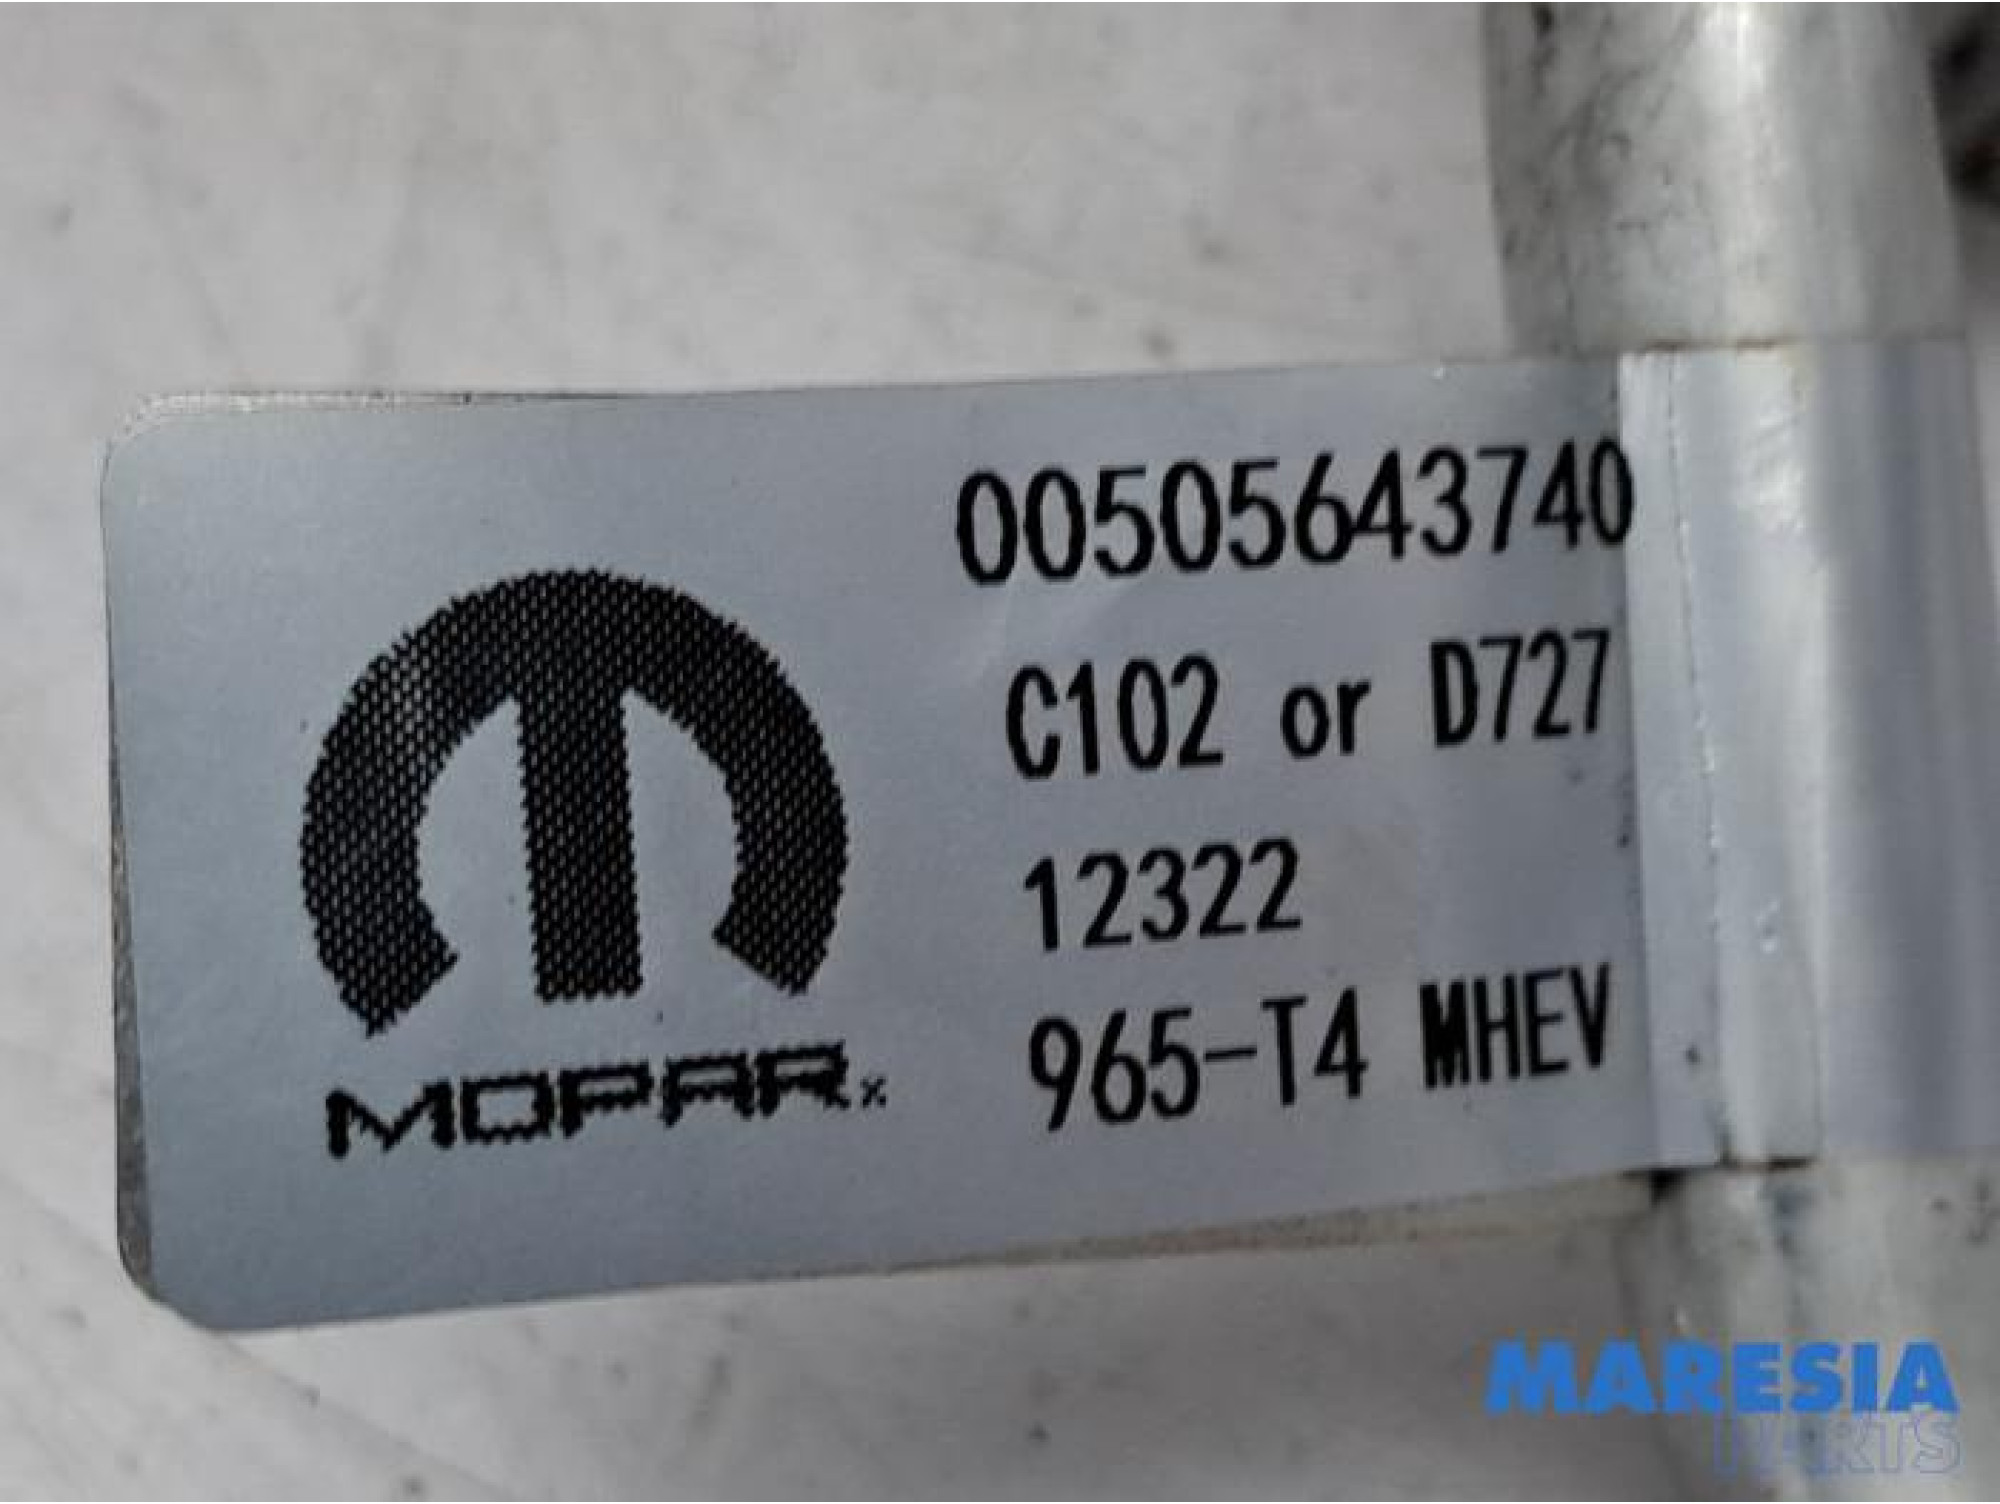 00505643740
C102 or D727
12322
965-T4 MHEV
MOPAR
MARESIA
PARTS